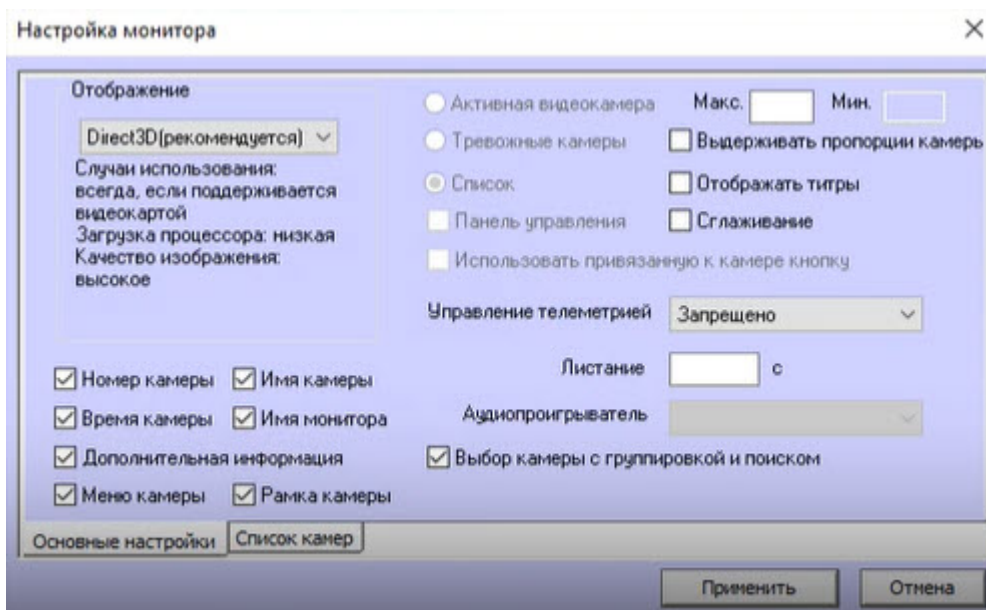 Настройка монитора
Отображение
Direct3D(рекомендуется)
Случаи использования:
всегда, если поддерживается
видеокартой
Загрузка процессора: низкая
Качество изображения:
высокое
Номер камеры
Имя камеры
Время камеры
Имя монитора
Дополнительная информация
Меню камеры
Рамка камеры
Активная видеокамера
Макс.
Мин.
Тревожные камеры
Выдерживать пропорции камеры
Список
Отображать титры
Панель управления
Сглаживание
Использовать привязанную к камере кнопку
Управление телеметрией
Запрещено
Листание
с
Аудиопроигрыватель
Выбор камеры с группировкой и поиском
Основные настройки
Список камер
Применить
Отмена